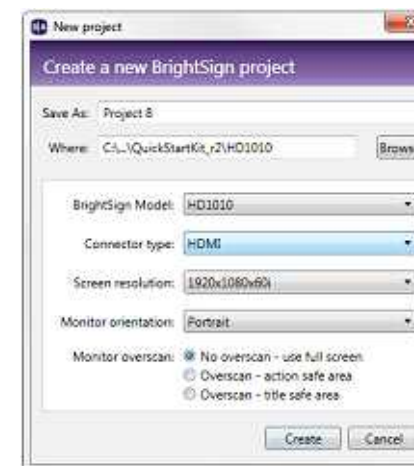 New project
Create a new BrightSign project
Save As: Project 8
Where: C:\...\QuickStartKit_r2\HD1010 Brows
BrightSign Model: HD1010
Connector type: HDMI
Screen resolution: 1920x1080x60i
Monitor orientation: Portrait
Monitor overscan: No overscan - use full screen
Overscan - action safe area
Overscan - title safe area
Create Cancel